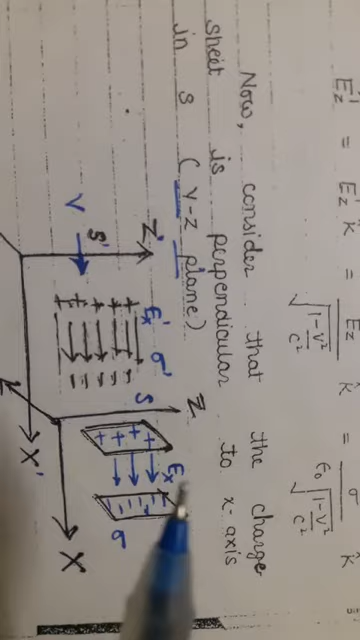 E'z = E'z k̂ = Ez / √(1-V²/c²) k̂ = σ / ε₀ √(1-V²/c²) k̂
Now, consider that the charge
sheet is perpendicular to x-axis
in S (Y-Z plane)
Z'
S'
V
E'x
σ'
X'
Z
S
Ex
σ
X